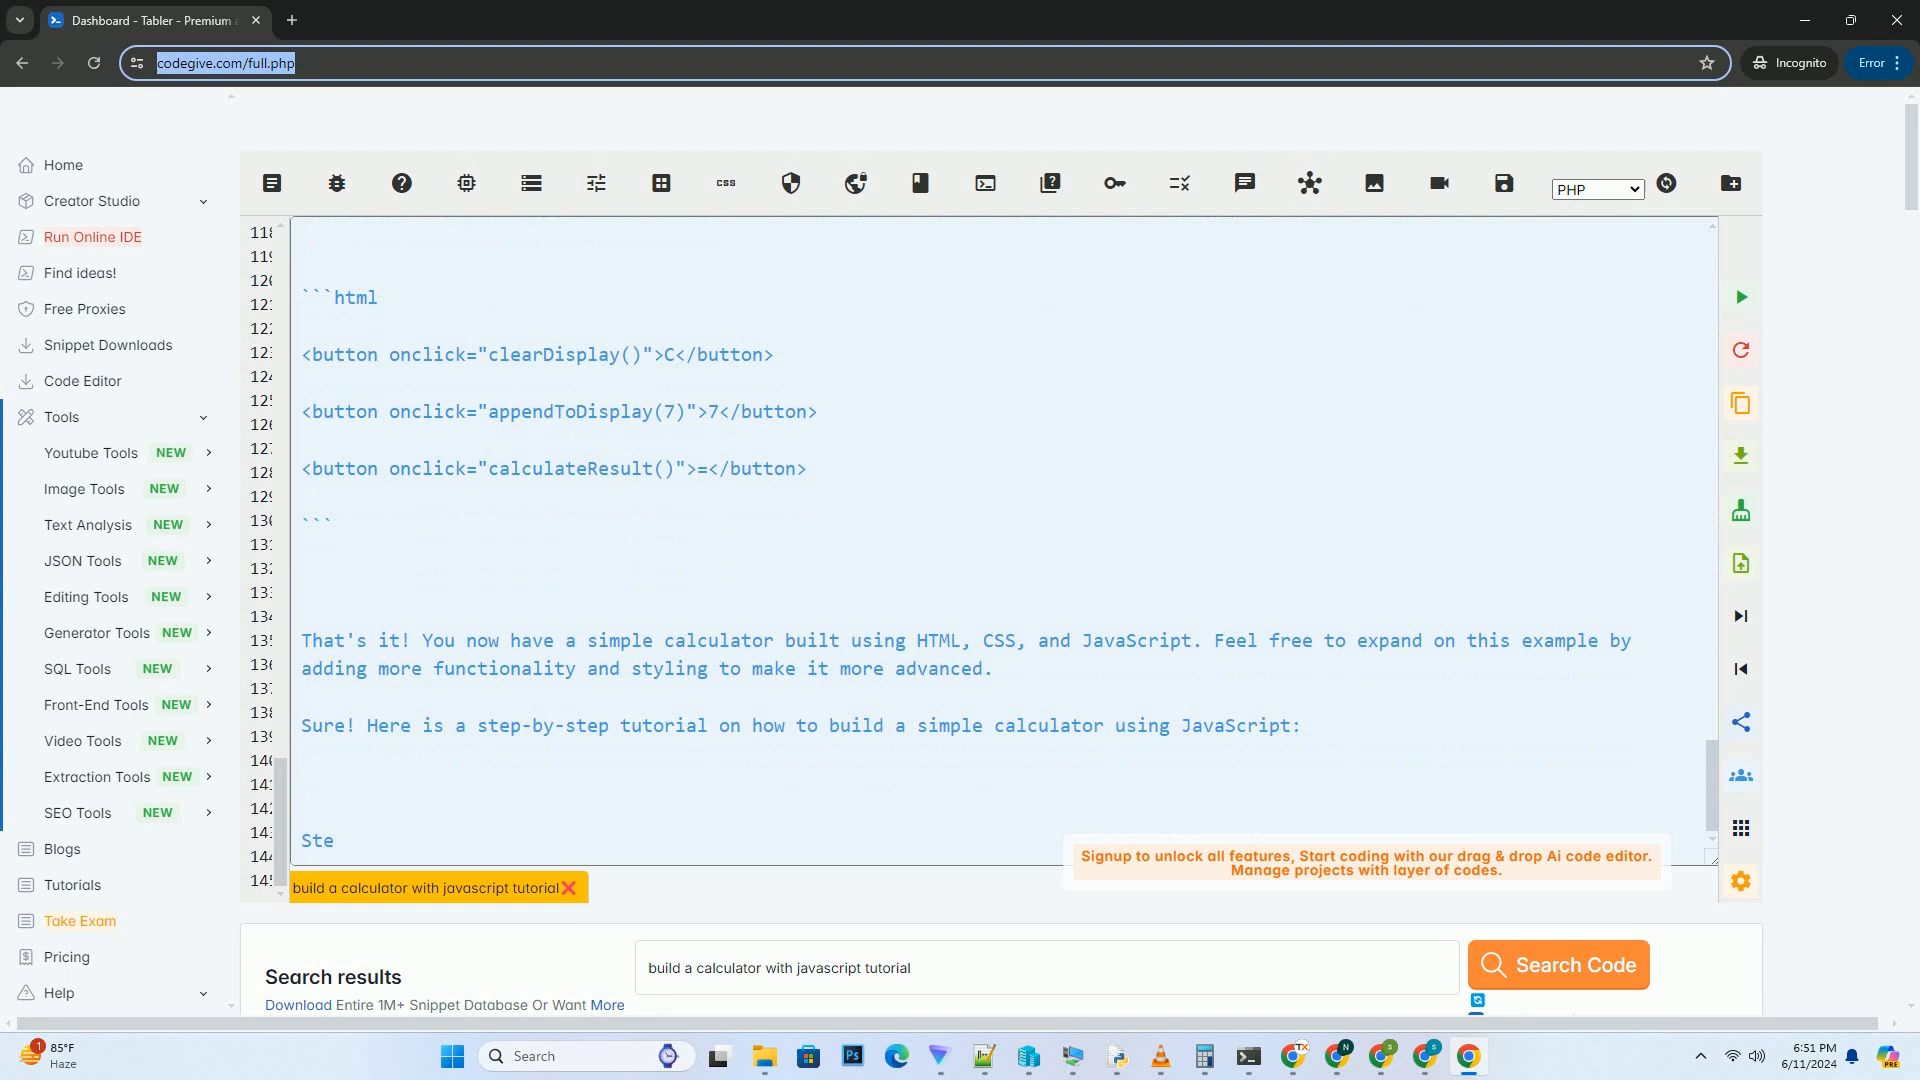 Dashboard - Tabler - Premium
codegive.com/full.php
Incognito
Error
Home
Creator Studio
Run Online IDE
Find ideas!
Free Proxies
Snippet Downloads
Code Editor
Tools
Youtube Tools NEW
Image Tools NEW
Text Analysis NEW
JSON Tools NEW
Editing Tools NEW
Generator Tools NEW
SQL Tools NEW
Front-End Tools NEW
Video Tools NEW
Extraction Tools NEW
SEO Tools NEW
Blogs
Tutorials
Take Exam
Pricing
Help
css
PHP
```html
<button onclick="clearDisplay()">C</button>
<button onclick="appendToDisplay(7)">7</button>
<button onclick="calculateResult()">=</button>
```
That's it! You now have a simple calculator built using HTML, CSS, and JavaScript. Feel free to expand on this example by
adding more functionality and styling to make it more advanced.
Sure! Here is a step-by-step tutorial on how to build a simple calculator using JavaScript:
Ste
Signup to unlock all features, Start coding with our drag & drop Ai code editor.
Manage projects with layer of codes.
build a calculator with javascript tutorial
Search results
Download Entire 1M+ Snippet Database Or Want More
build a calculator with javascript tutorial
Search Code
1
85°F
Haze
Search
Ps
TX
N
S
S
PRE
6:51 PM
6/11/2024